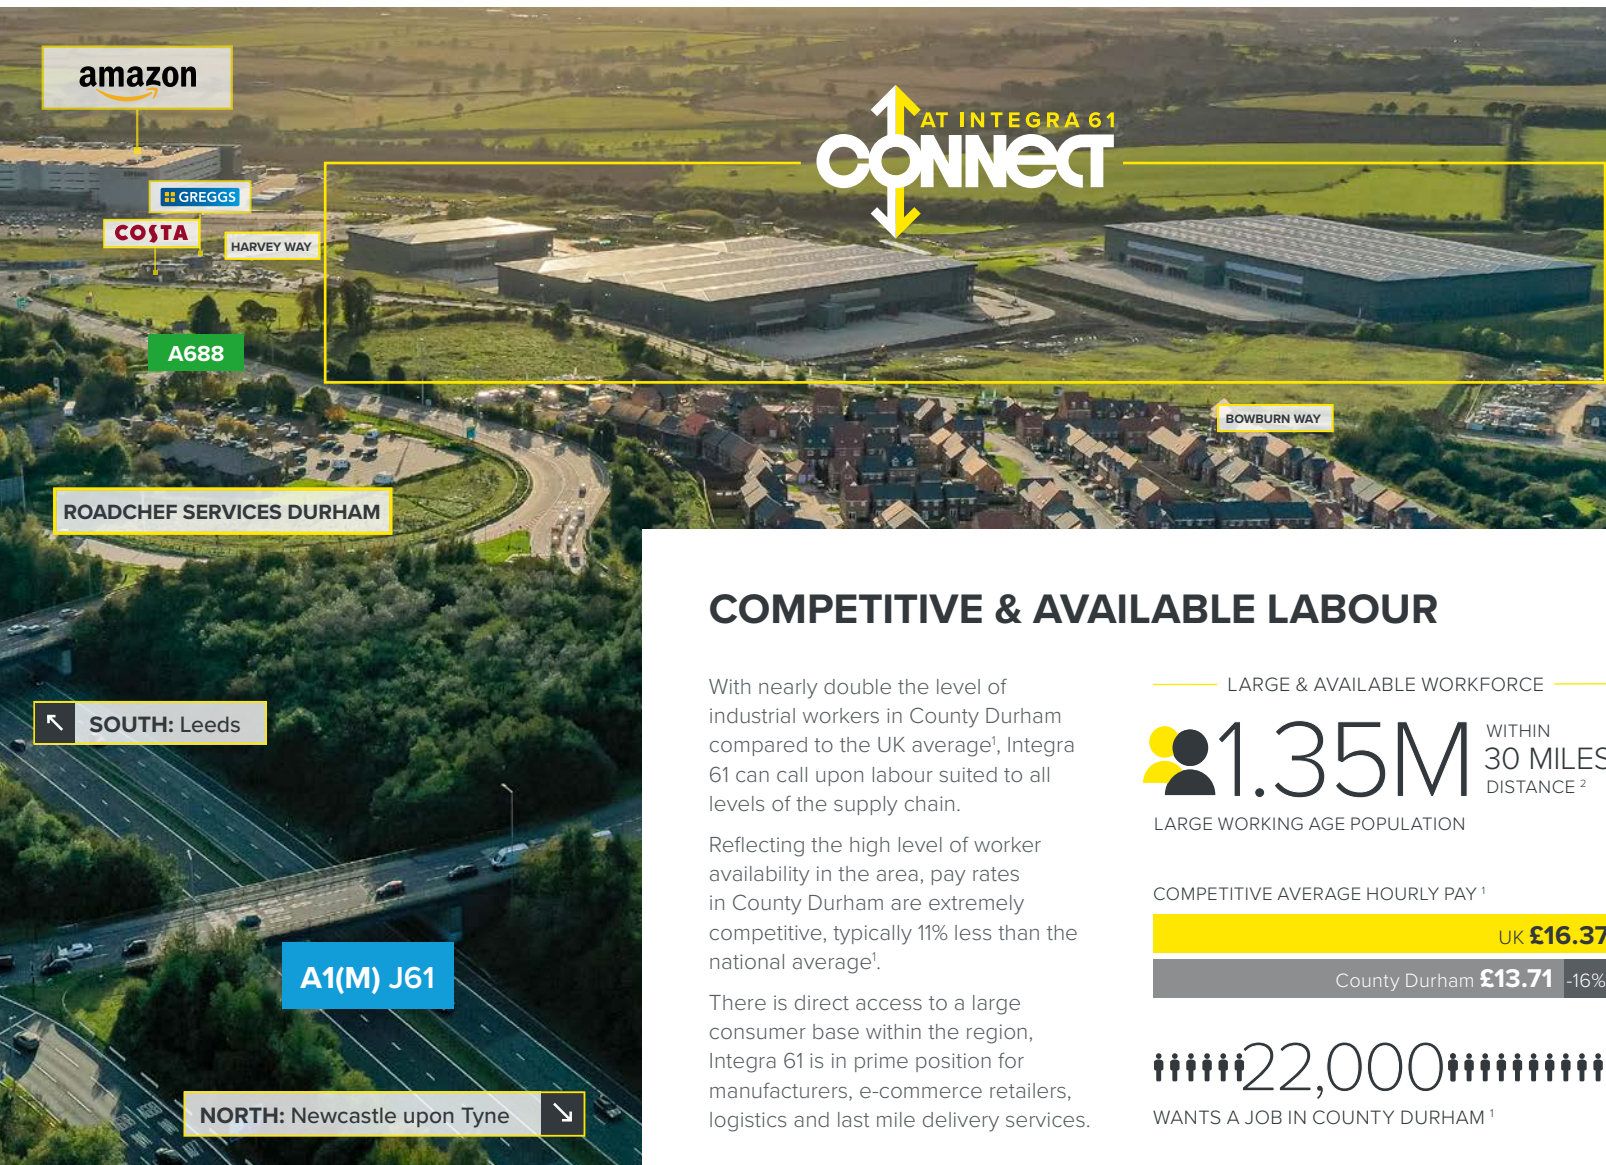 amazon
AT INTEGRA 61
CONNECT
GREGGS
COSTA
HARVEY WAY
A688
BOWBURN WAY
ROADCHEF SERVICES DURHAM
SOUTH: Leeds
A1(M) J61
NORTH: Newcastle upon Tyne
COMPETITIVE & AVAILABLE LABOUR
With nearly double the level of
industrial workers in County Durham
compared to the UK average¹, Integra
61 can call upon labour suited to all
levels of the supply chain.
Reflecting the high level of worker
availability in the area, pay rates
in County Durham are extremely
competitive, typically 11% less than the
national average¹.
There is direct access to a large
consumer base within the region,
Integra 61 is in prime position for
manufacturers, e-commerce retailers,
logistics and last mile delivery services.
LARGE & AVAILABLE WORKFORCE
1.35M
WITHIN
30 MILES
DISTANCE ²
LARGE WORKING AGE POPULATION
COMPETITIVE AVERAGE HOURLY PAY ¹
UK £16.37
County Durham £13.71 -16%
22,000
WANTS A JOB IN COUNTY DURHAM ¹